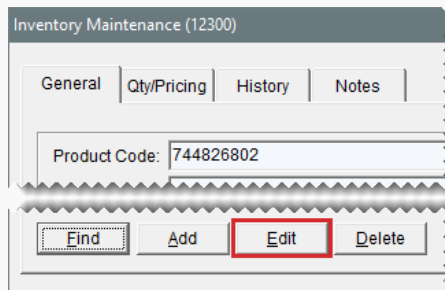 Inventory Maintenance (12300)
General Qty/Pricing History Notes
Product Code: 744826802
Find Add Edit Delete